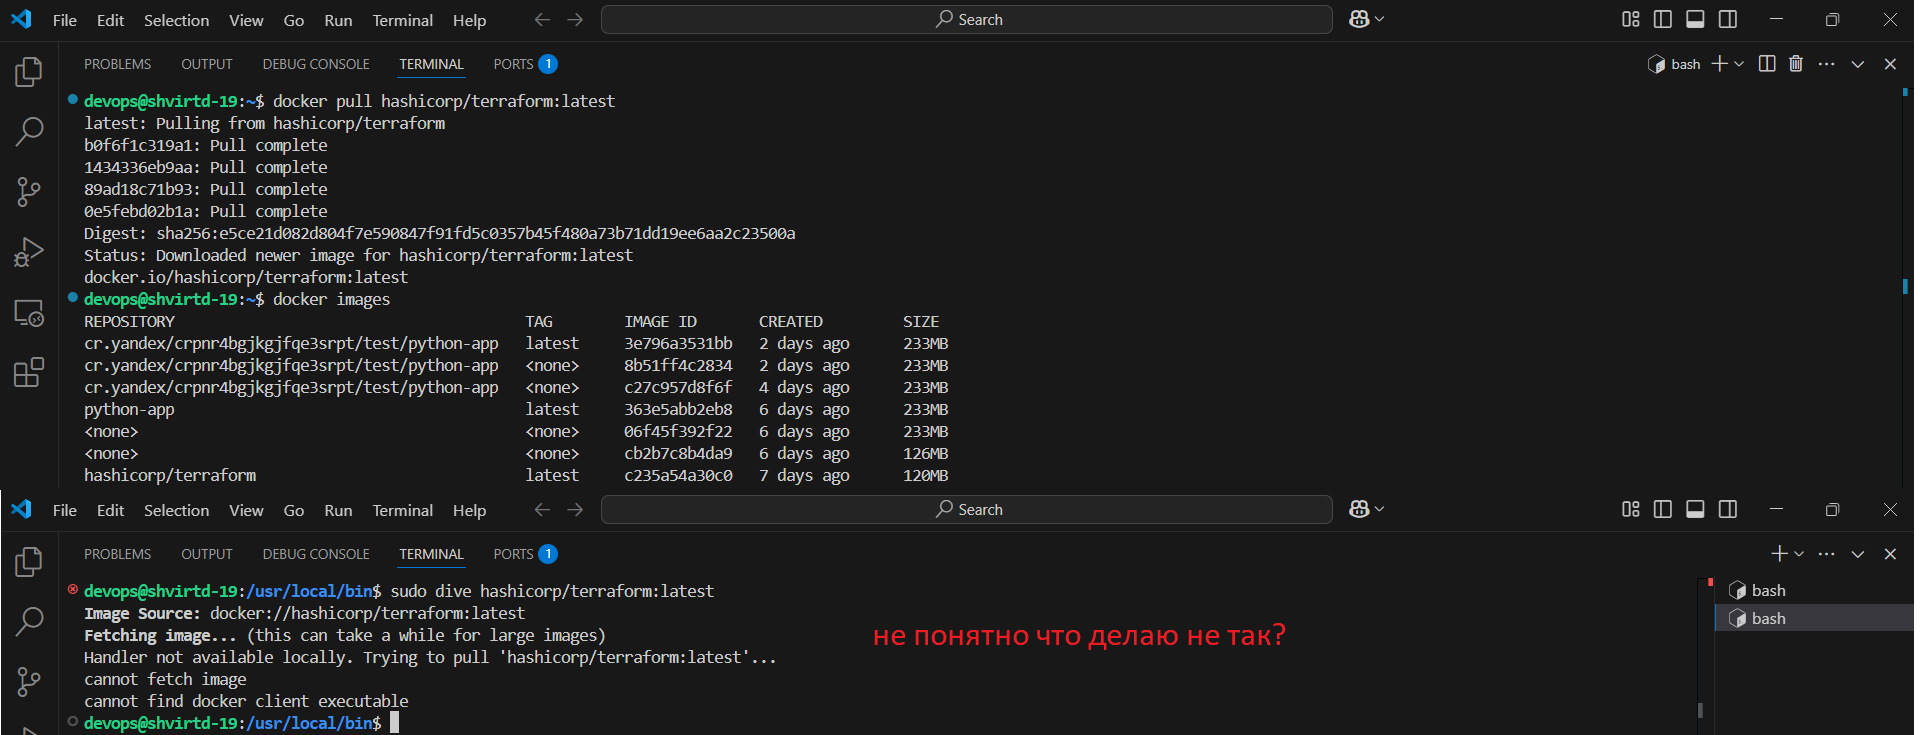 File Edit Selection View Go Run Terminal Help
Search
PROBLEMS OUTPUT DEBUG CONSOLE TERMINAL PORTS 1
bash
devops@shvirtd-19:~$ docker pull hashicorp/terraform:latest
latest: Pulling from hashicorp/terraform
b0f6f1c319a1: Pull complete
1434336eb9aa: Pull complete
89ad18c71b93: Pull complete
0e5febd02b1a: Pull complete
Digest: sha256:e5ce21d082d804f7e590847f91fd5c0357b45f480a73b71dd19ee6aa2c23500a
Status: Downloaded newer image for hashicorp/terraform:latest
docker.io/hashicorp/terraform:latest
devops@shvirtd-19:~$ docker images
REPOSITORY TAG IMAGE ID CREATED SIZE
cr.yandex/crpnr4bgjkgjfqe3srpt/test/python-app latest 3e796a3531bb 2 days ago 233MB
cr.yandex/crpnr4bgjkgjfqe3srpt/test/python-app <none> 8b51ff4c2834 2 days ago 233MB
cr.yandex/crpnr4bgjkgjfqe3srpt/test/python-app <none> c27c957d8f6f 4 days ago 233MB
python-app latest 363e5abb2eb8 6 days ago 233MB
<none> <none> 06f45f392f22 6 days ago 233MB
<none> <none> cb2b7c8b4da9 6 days ago 126MB
hashicorp/terraform latest c235a54a30c0 7 days ago 120MB
File Edit Selection View Go Run Terminal Help
Search
PROBLEMS OUTPUT DEBUG CONSOLE TERMINAL PORTS 1
devops@shvirtd-19:/usr/local/bin$ sudo dive hashicorp/terraform:latest
bash
Image Source: docker://hashicorp/terraform:latest
bash
Fetching image... (this can take a while for large images)
не понятно что делаю не так?
Handler not available locally. Trying to pull 'hashicorp/terraform:latest'...
cannot fetch image
cannot find docker client executable
devops@shvirtd-19:/usr/local/bin$